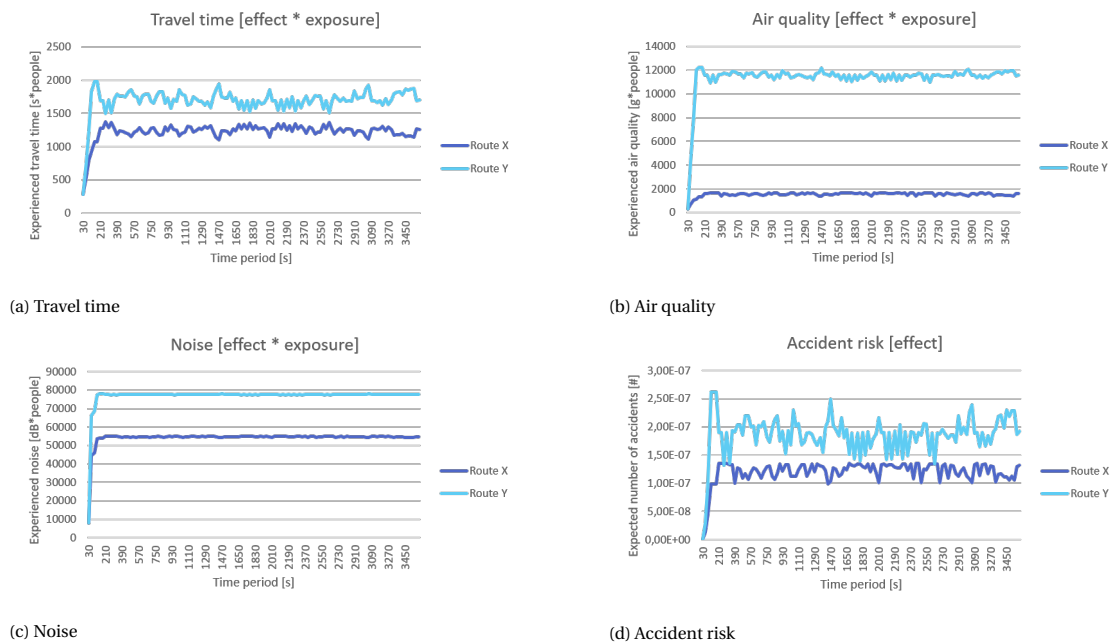 Travel time [effect * exposure]
Experienced travel time [s*people]
2500
2000
1500
1000
500
0
30 210 390 570 750 930 1110 1290 1470 1650 1830 2010 2190 2370 2550 2730 2910 3090 3270 3450
Time period [s]
Route X
Route Y
(a) Travel time
Air quality [effect * exposure]
Experienced air quality [g*people]
14000
12000
10000
8000
6000
4000
2000
0
30 210 390 570 750 930 1110 1290 1470 1650 1830 2010 2190 2370 2550 2730 2910 3090 3270 3450
Time period [s]
Route X
Route Y
(b) Air quality
Noise [effect * exposure]
Experienced noise [dB*people]
90000
80000
70000
60000
50000
40000
30000
20000
10000
0
30 210 390 570 750 930 1110 1290 1470 1650 1830 2010 2190 2370 2550 2730 2910 3090 3270 3450
Time period [s]
Route X
Route Y
(c) Noise
Accident risk [effect]
Expected number of accidents [#]
3,00E-07
2,50E-07
2,00E-07
1,50E-07
1,00E-07
5,00E-08
0,00E+00
30 210 390 570 750 930 1110 1290 1470 1650 1830 2010 2190 2370 2550 2730 2910 3090 3270 3450
Time period [s]
Route X
Route Y
(d) Accident risk